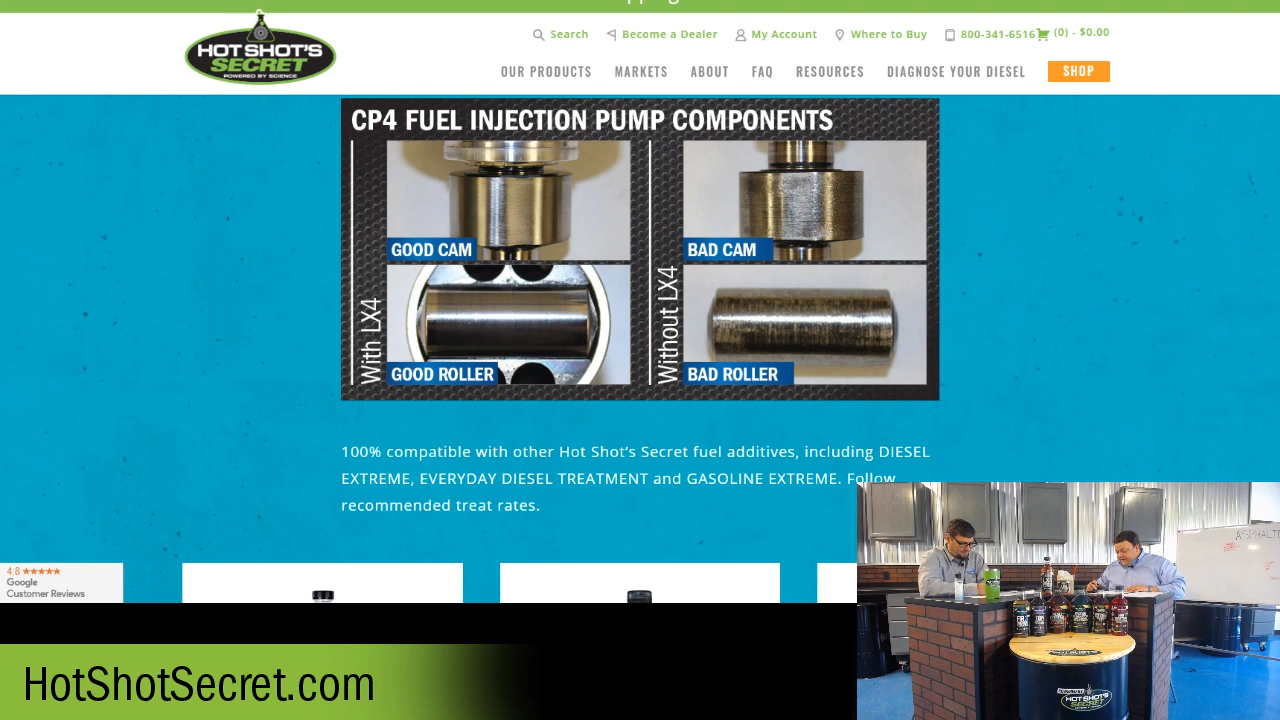 HOT SHOT'S
SECRET
POWERED BY SCIENCE
Search
Become a Dealer
My Account
Where to Buy
800-341-6516
(0) - $0.00
OUR PRODUCTS
MARKETS
ABOUT
FAQ
RESOURCES
DIAGNOSE YOUR DIESEL
SHOP
CP4 FUEL INJECTION PUMP COMPONENTS
With LX4
GOOD CAM
GOOD ROLLER
Without LX4
BAD CAM
BAD ROLLER
100% compatible with other Hot Shot's Secret fuel additives, including DIESEL
EXTREME, EVERYDAY DIESEL TREATMENT and GASOLINE EXTREME. Follow
recommended treat rates.
4.8 ★★★★★
Google
Customer Reviews
HOT SHOT'S
SECRET
HotShotSecret.com